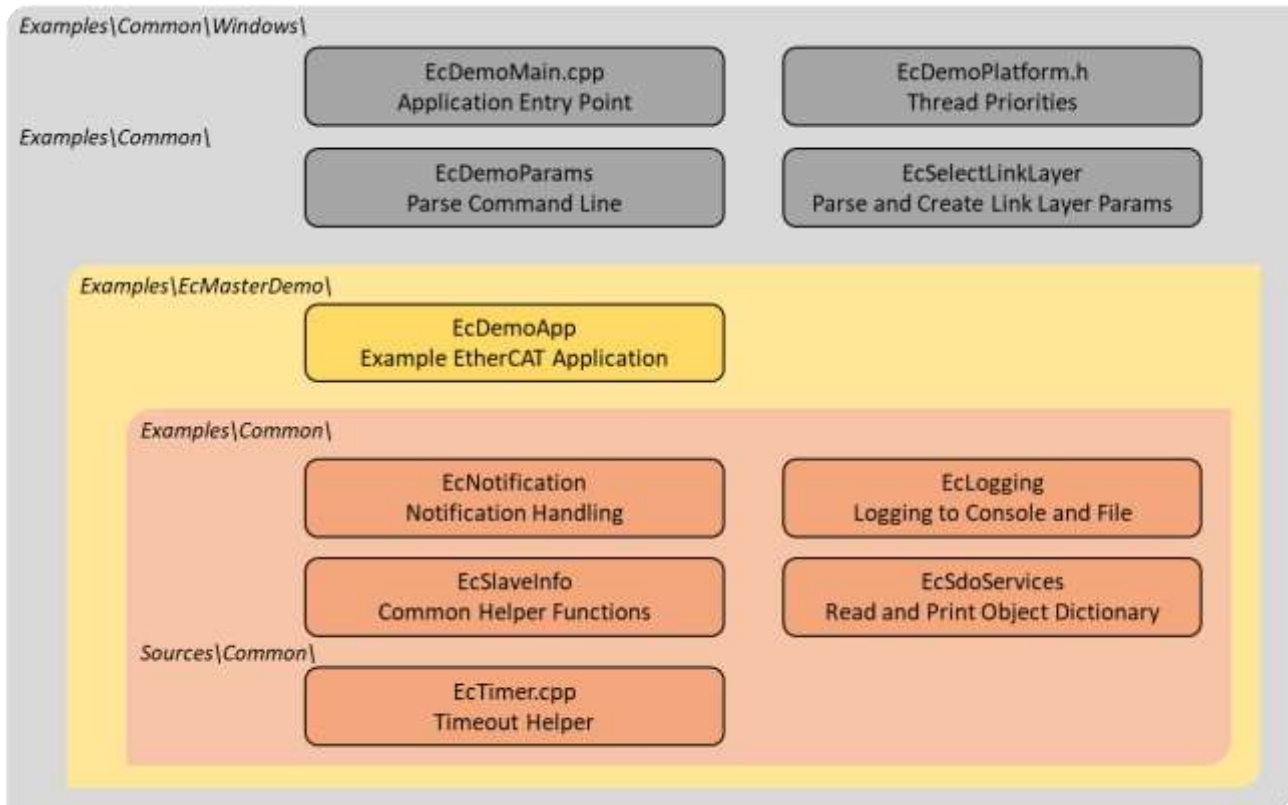 Examples\Common\Windows\
EcDemoMain.cpp
Application Entry Point
EcDemoPlatform.h
Thread Priorities
Examples\Common\
EcDemoParams
Parse Command Line
EcSelectLinkLayer
Parse and Create Link Layer Params
Examples\EcMasterDemo\
EcDemoApp
Example EtherCAT Application
Examples\Common\
EcNotification
Notification Handling
EcLogging
Logging to Console and File
EcSlaveInfo
Common Helper Functions
EcSdoServices
Read and Print Object Dictionary
Sources\Common\
EcTimer.cpp
Timeout Helper